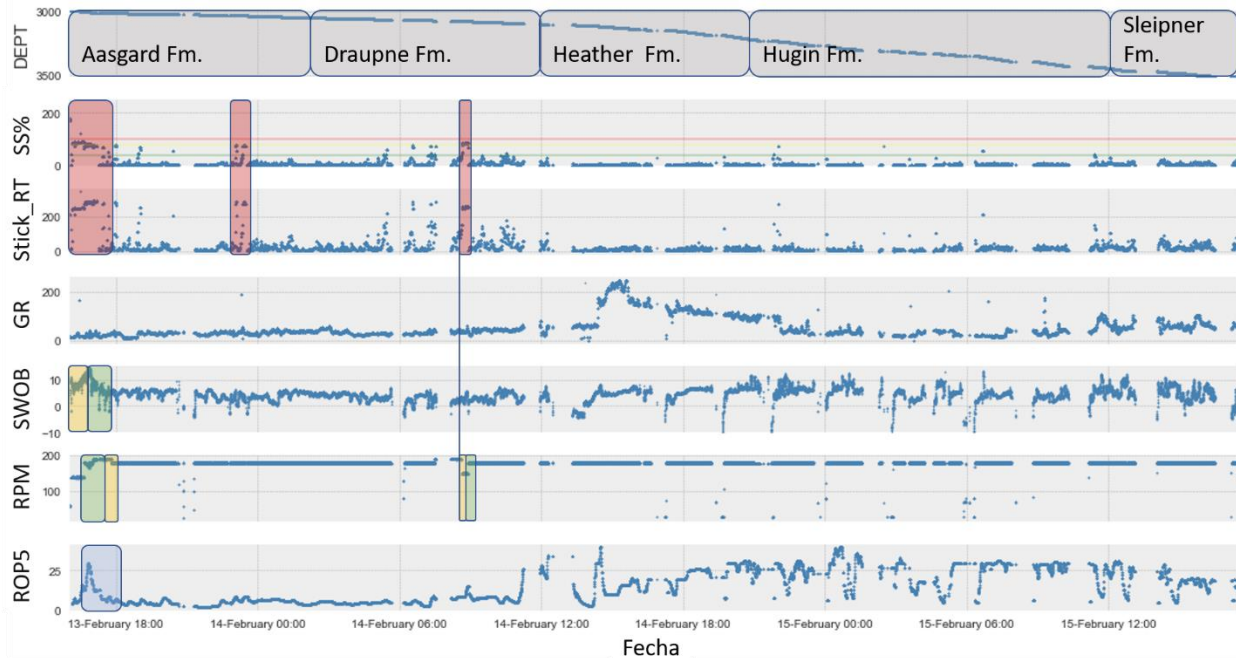 DEPT
3000
3500
Aasgard Fm.
Draupne Fm.
Heather Fm.
Hugin Fm.
Sleipner
Fm.
SS%
200
0
Stick_RT
200
0
GR
200
0
SWOB
10
0
−10
RPM
200
100
ROP5
25
0
13-February 18:00
14-February 00:00
14-February 06:00
14-February 12:00
14-February 18:00
15-February 00:00
15-February 06:00
15-February 12:00
Fecha